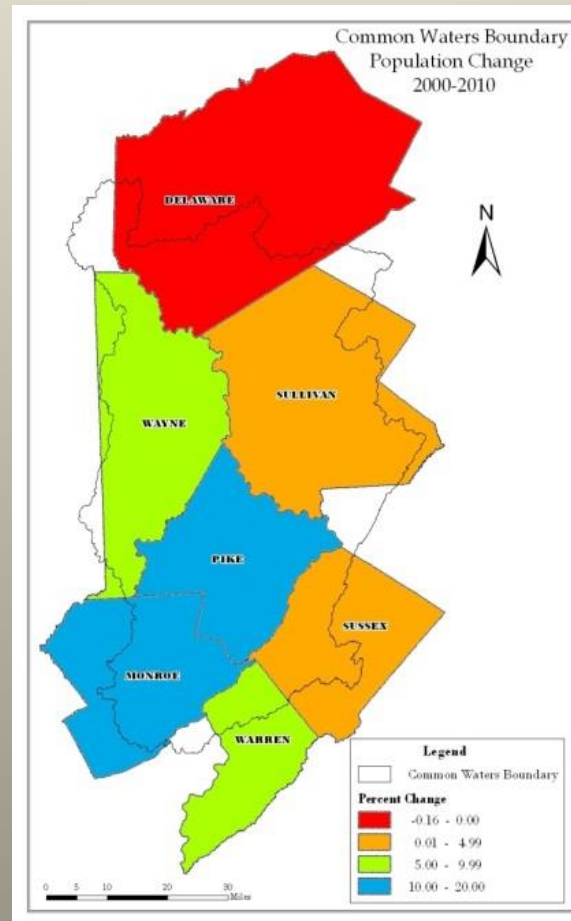 Common Waters Boundary
Population Change
2000-2010
DELAWARE
N
SULLIVAN
WAYNE
PIKE
SUSSEX
MONROE
WARREN
Legend
Common Waters Boundary
Percent Change
-0.16 - 0.00
0.01 - 4.99
5.00 - 9.99
10.00 - 20.00
0 5 10 20 30
Miles